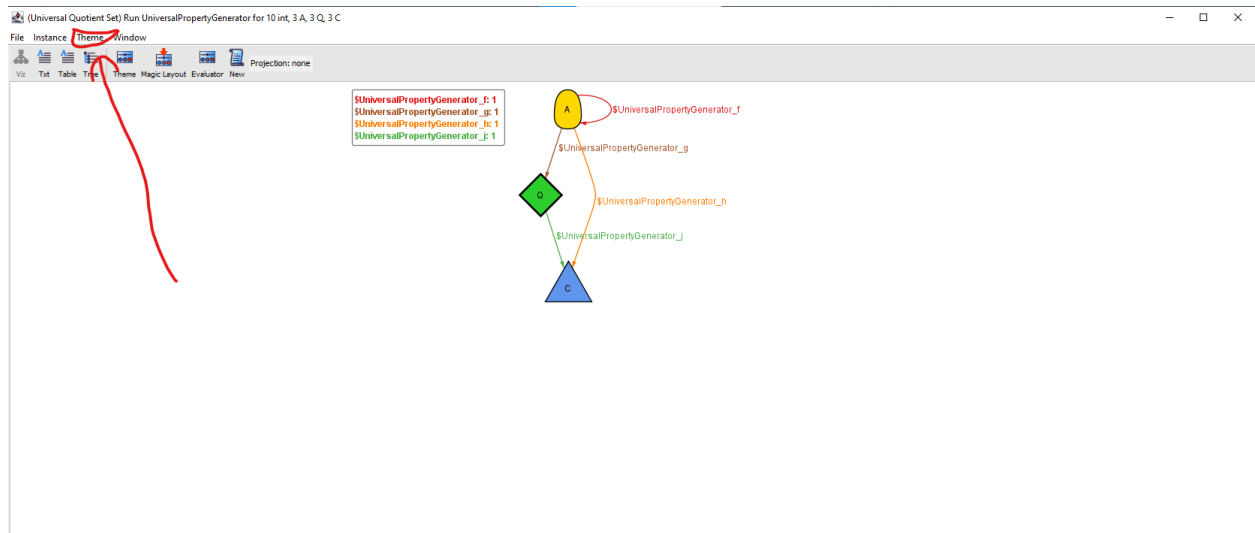 (Universal Quotient Set) Run UniversalPropertyGenerator for 10 int, 3 A, 3 Q, 3 C
File Instance Theme Window
Viz Txt Table Tree Theme Magic Layout Evaluator New Projection: none
$UniversalPropertyGenerator_f: 1
$UniversalPropertyGenerator_g: 1
$UniversalPropertyGenerator_h: 1
$UniversalPropertyGenerator_j: 1
A
$UniversalPropertyGenerator_f
$UniversalPropertyGenerator_g
Q
$UniversalPropertyGenerator_h
$UniversalPropertyGenerator_j
C